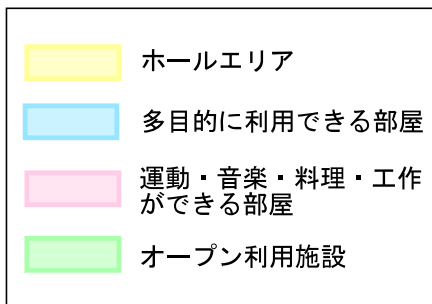 ホールエリア
多目的に利用できる部屋
運動・音楽・料理・工作
ができる部屋
オープン利用施設